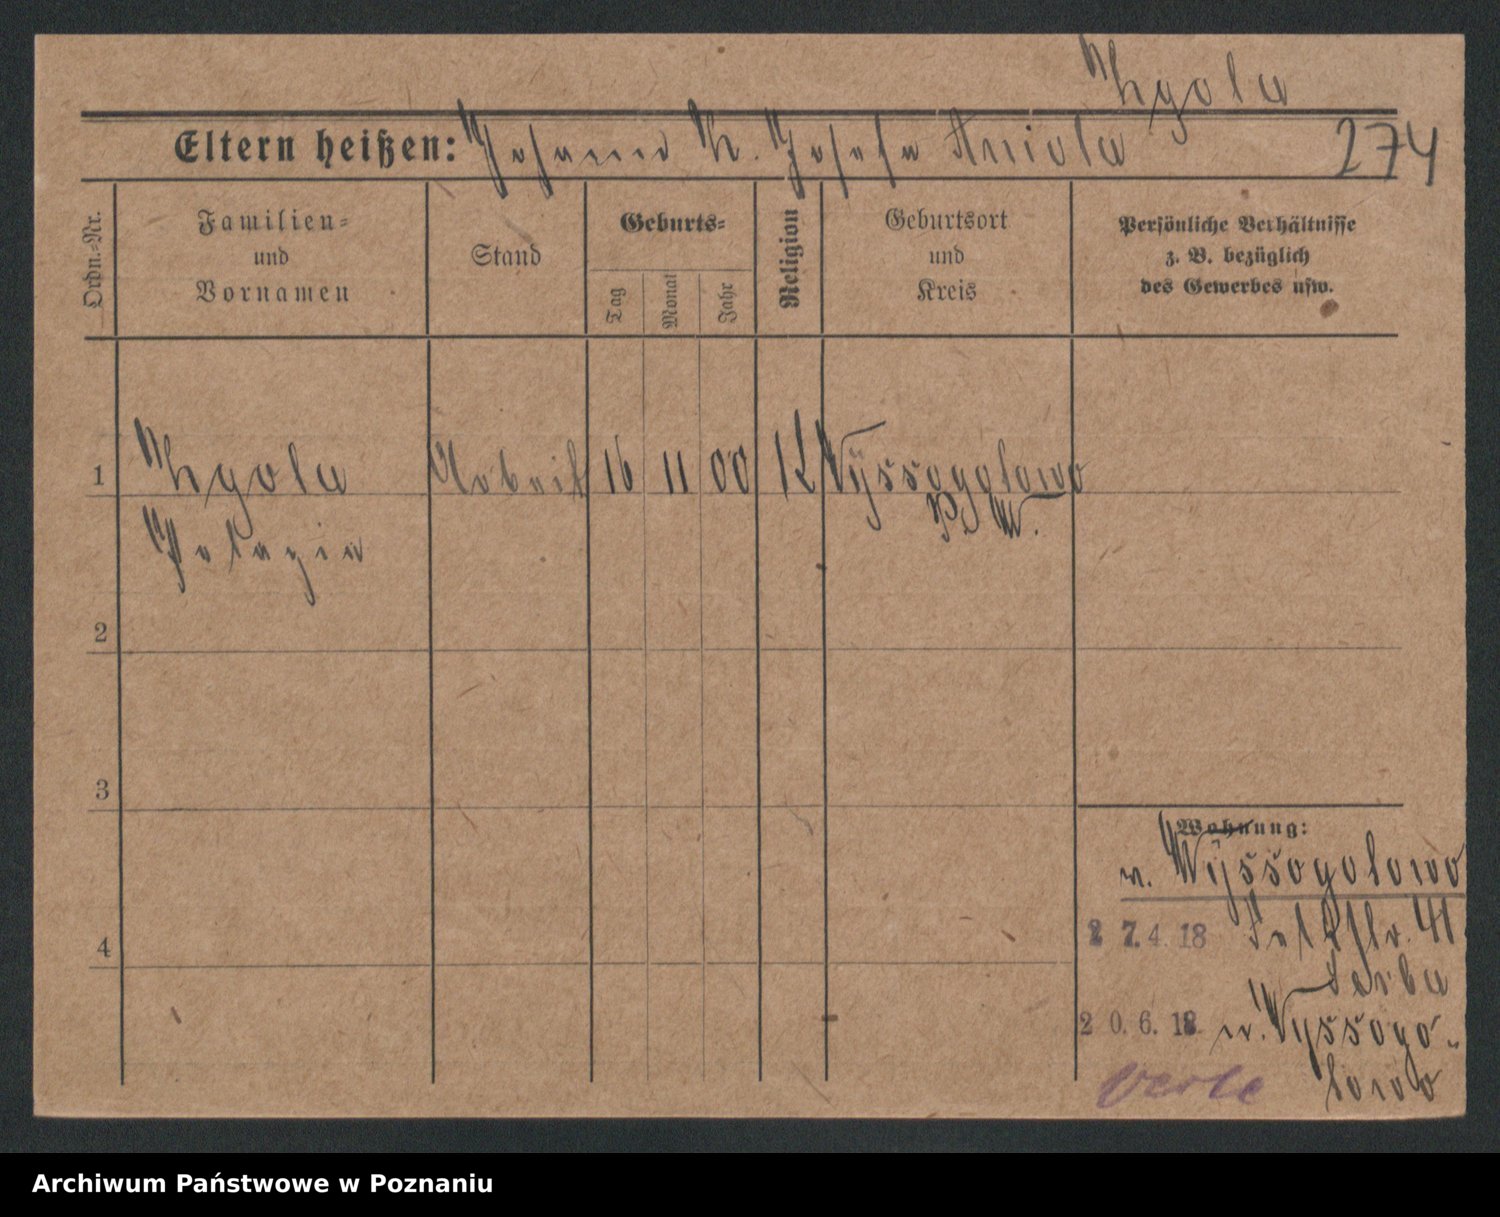 Zgola
Eltern heißen: Johann u. Josefa Aniola
274
Ordn.=Nr.
Familien=
und
Vornamen
Stand
Geburts=
Tag
Monat
Jahr
Religion
Geburtsort
und
Kreis
Persönliche Verhältnisse
z. B. bezüglich
des Gewerbes usw.
1 Zgola Arbeit 16 11 00 K Wyssogotowo
P. W.
Pelagia
2
3
Wohnung:
n. Wyssogotowo
4
27.4.18 41
20.6.18 n. Wyssogo-
towo
Archiwum Państwowe w Poznaniu